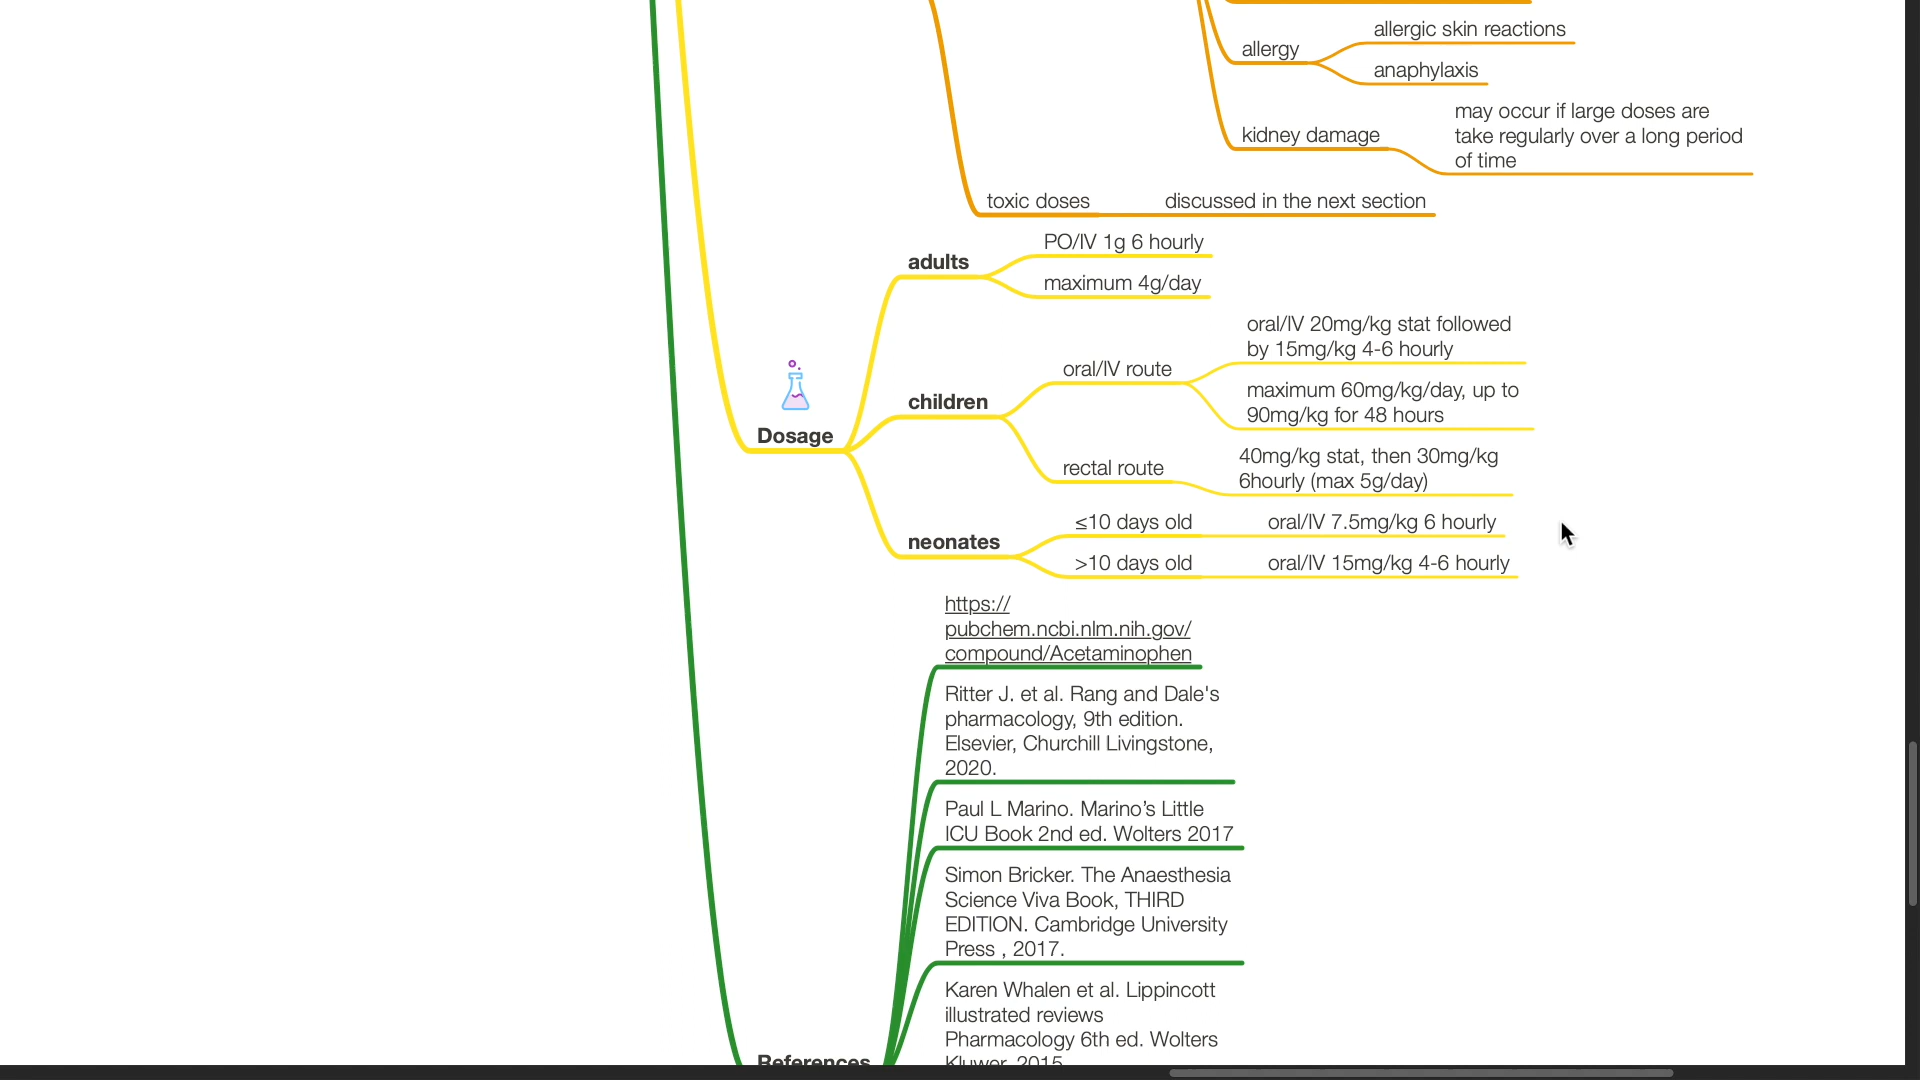 allergic skin reactions
allergy
anaphylaxis
may occur if large doses are
take regularly over a long period
of time
kidney damage
toxic doses
discussed in the next section
PO/IV 1g 6 hourly
adults
maximum 4g/day
oral/IV 20mg/kg stat followed
by 15mg/kg 4-6 hourly
oral/IV route
maximum 60mg/kg/day, up to
90mg/kg for 48 hours
children
Dosage
40mg/kg stat, then 30mg/kg
6hourly (max 5g/day)
rectal route
≤10 days old
oral/IV 7.5mg/kg 6 hourly
neonates
>10 days old
oral/IV 15mg/kg 4-6 hourly
https://
pubchem.ncbi.nlm.nih.gov/
compound/Acetaminophen
Ritter J. et al. Rang and Dale's
pharmacology, 9th edition.
Elsevier, Churchill Livingstone,
2020.
Paul L Marino. Marino’s Little
ICU Book 2nd ed. Wolters 2017
Simon Bricker. The Anaesthesia
Science Viva Book, THIRD
EDITION. Cambridge University
Press , 2017.
Karen Whalen et al. Lippincott
illustrated reviews
Pharmacology 6th ed. Wolters
Kluwer, 2015
References